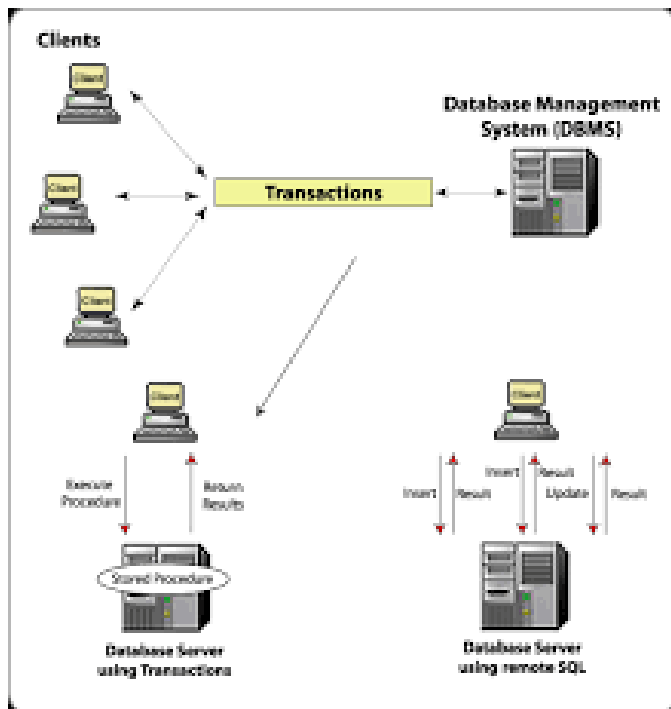 Clients
Client
Database Management
System (DBMS)
Client
Transactions
Client
Client
Client
Execute
Procedure
Return
Results
Insert
Result
Insert
Result
Update
Result
Stored Procedure
Database Server
using Transactions
Database Server
using remote SQL